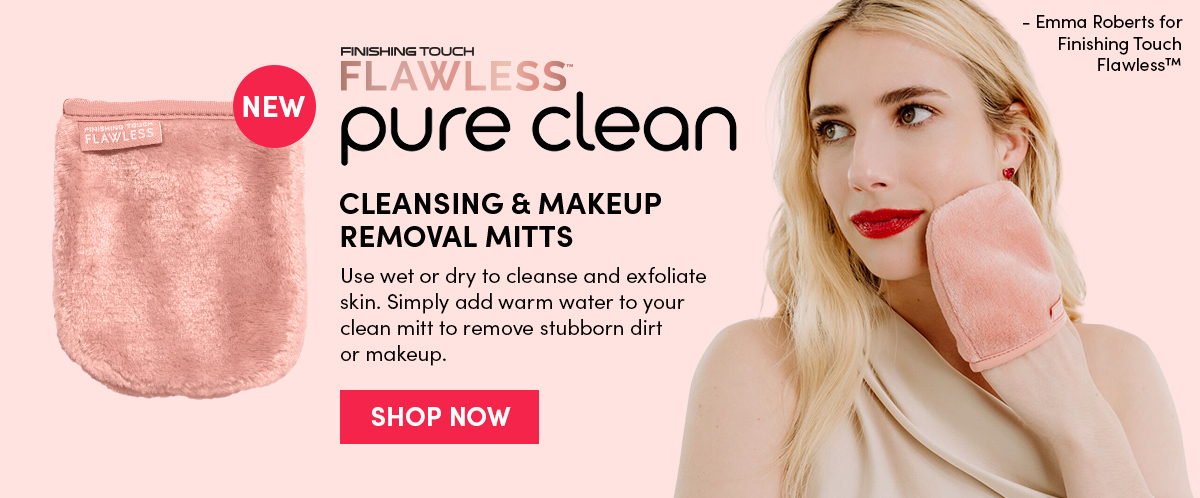 FINISHING TOUCH
FLAWLESS
NEW
FINISHING TOUCH
FLAWLESS™
pure clean
CLEANSING & MAKEUP
REMOVAL MITTS
Use wet or dry to cleanse and exfoliate
skin. Simply add warm water to your
clean mitt to remove stubborn dirt
or makeup.
SHOP NOW
- Emma Roberts for
Finishing Touch
Flawless™